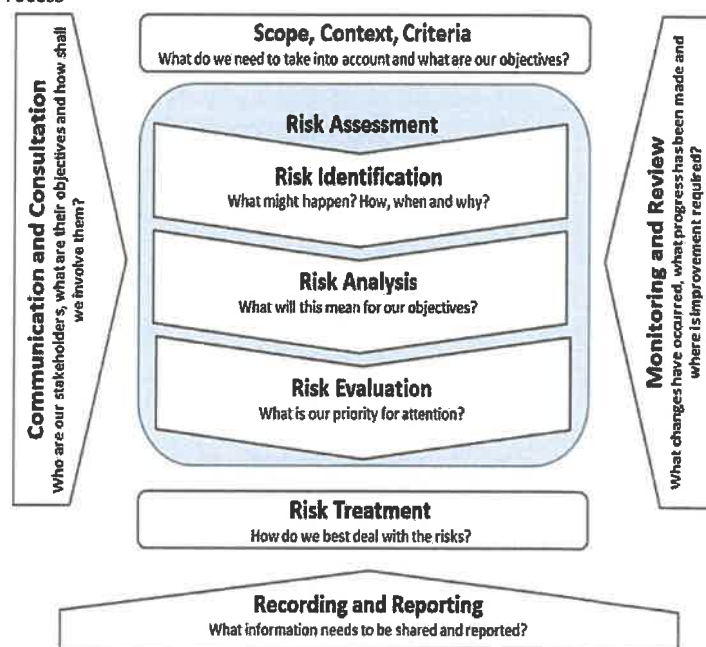 Scope, Context, Criteria
What do we need to take into account and what are our objectives?
Communication and Consultation
Who are our stakeholders, what are their objectives and how shall
we involve them?
Risk Assessment
Risk Identification
What might happen? How, when and why?
Risk Analysis
What will this mean for our objectives?
Risk Evaluation
What is our priority for attention?
Monitoring and Review
What changes have occurred, what progress has been made and
where is improvement required?
Risk Treatment
How do we best deal with the risks?
Recording and Reporting
What information needs to be shared and reported?